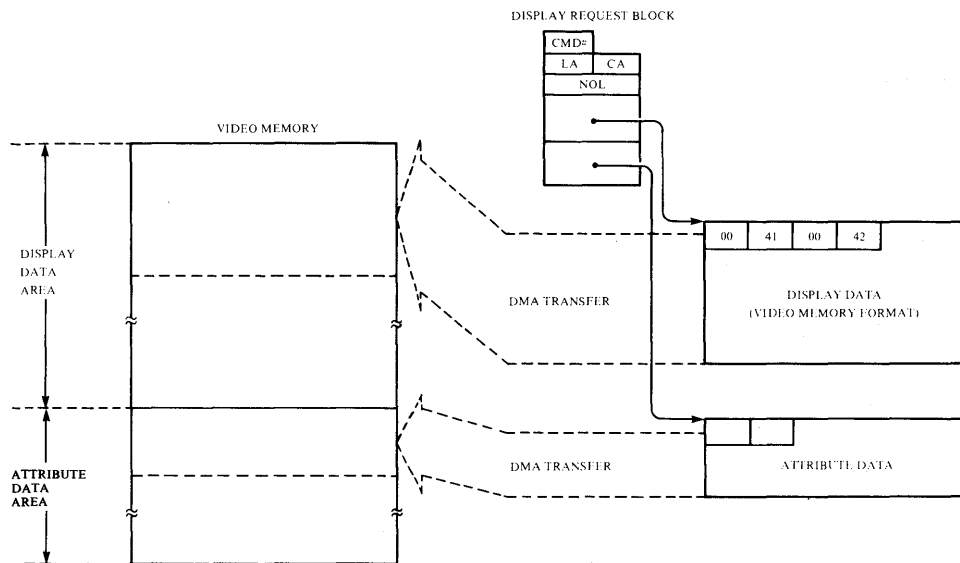 DISPLAY REQUEST BLOCK
CMD#
LA CA
NOL
VIDEO MEMORY
DISPLAY
DATA
AREA
00 41 00 42
DMA TRANSFER
DISPLAY DATA
(VIDEO MEMORY FORMAT)
ATTRIBUTE
DATA
AREA
DMA TRANSFER
ATTRIBUTE DATA